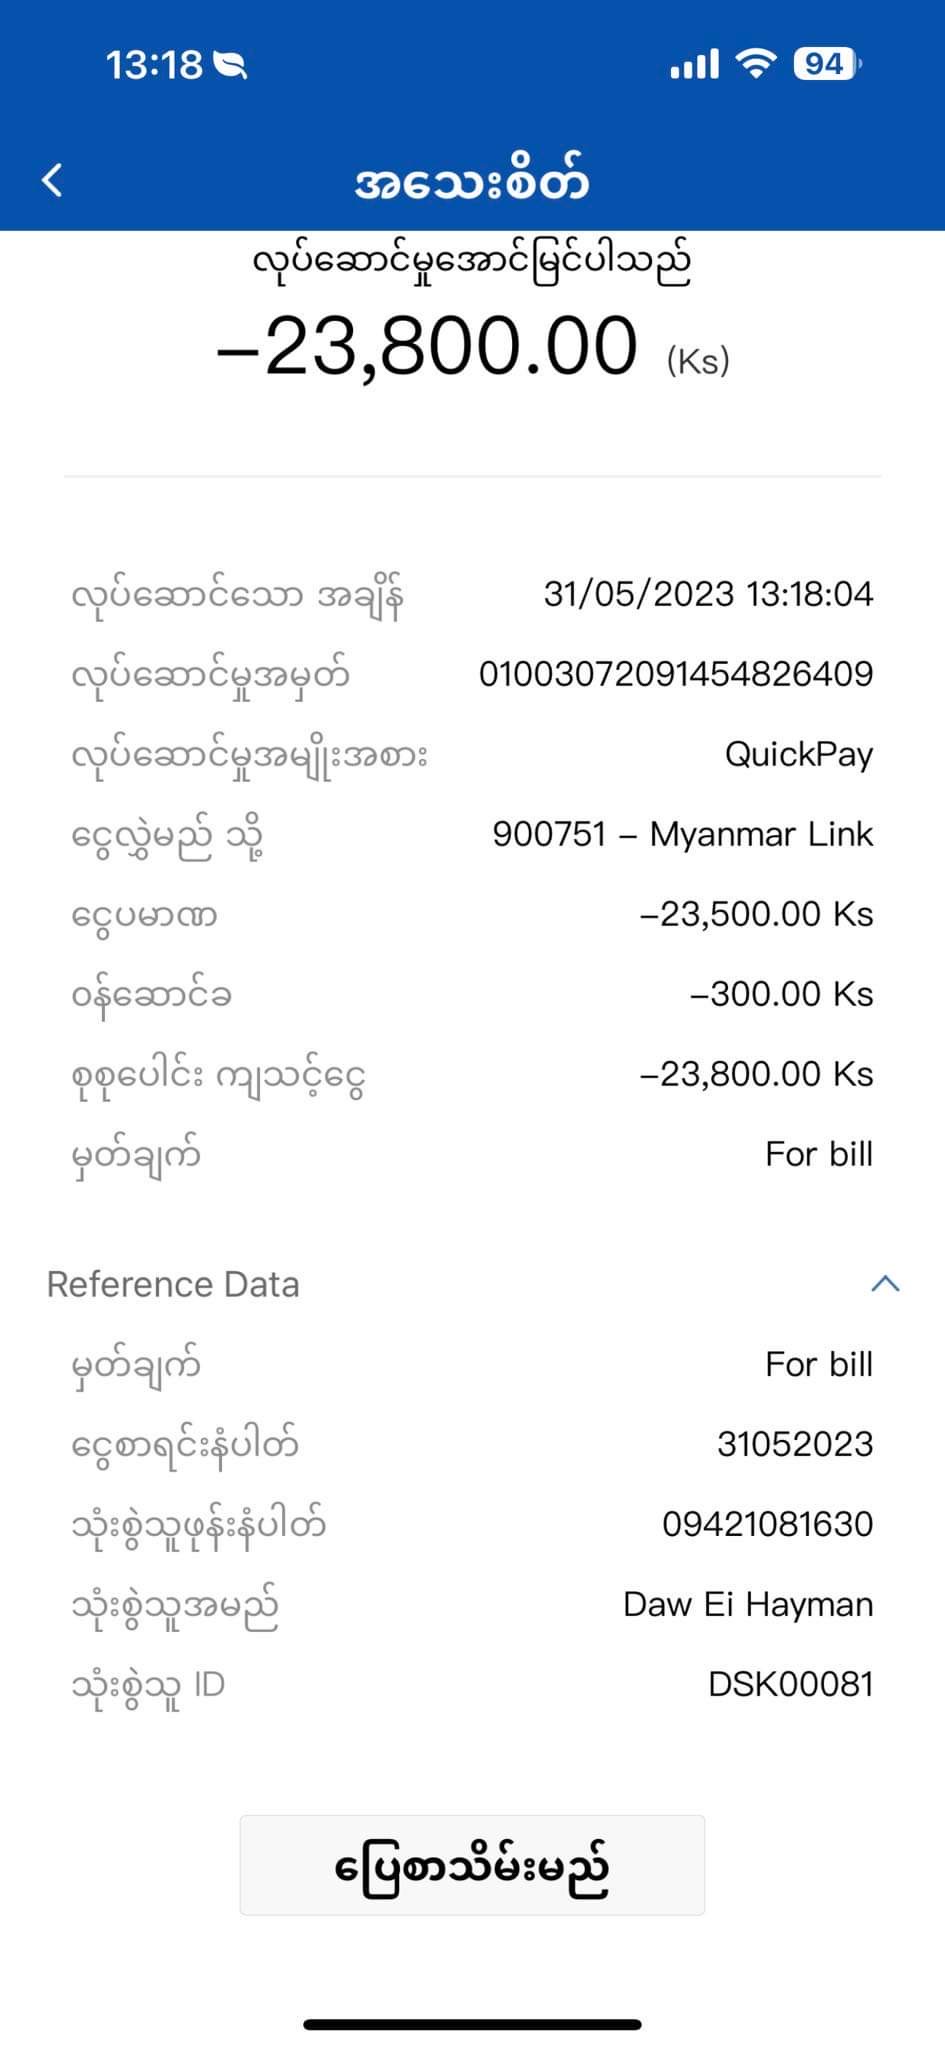 13:18
94
အသေးစိတ်
လုပ်ဆောင်မှုအောင်မြင်ပါသည်
-23,800.00 (Ks)
လုပ်ဆောင်သော အချိန် 31/05/2023 13:18:04
လုပ်ဆောင်မှုအမှတ် 01003072091454826409
လုပ်ဆောင်မှုအမျိုးအစား QuickPay
ငွေလွှဲမည် သို့ 900751 – Myanmar Link
ငွေပမာဏ -23,500.00 Ks
ဝန်ဆောင်ခ -300.00 Ks
စုစုပေါင်း ကျသင့်ငွေ -23,800.00 Ks
မှတ်ချက် For bill
Reference Data
မှတ်ချက် For bill
ငွေစာရင်းနံပါတ် 31052023
သုံးစွဲသူဖုန်းနံပါတ် 09421081630
သုံးစွဲသူအမည် Daw Ei Hayman
သုံးစွဲသူ ID DSK00081
ပြေစာသိမ်းမည်